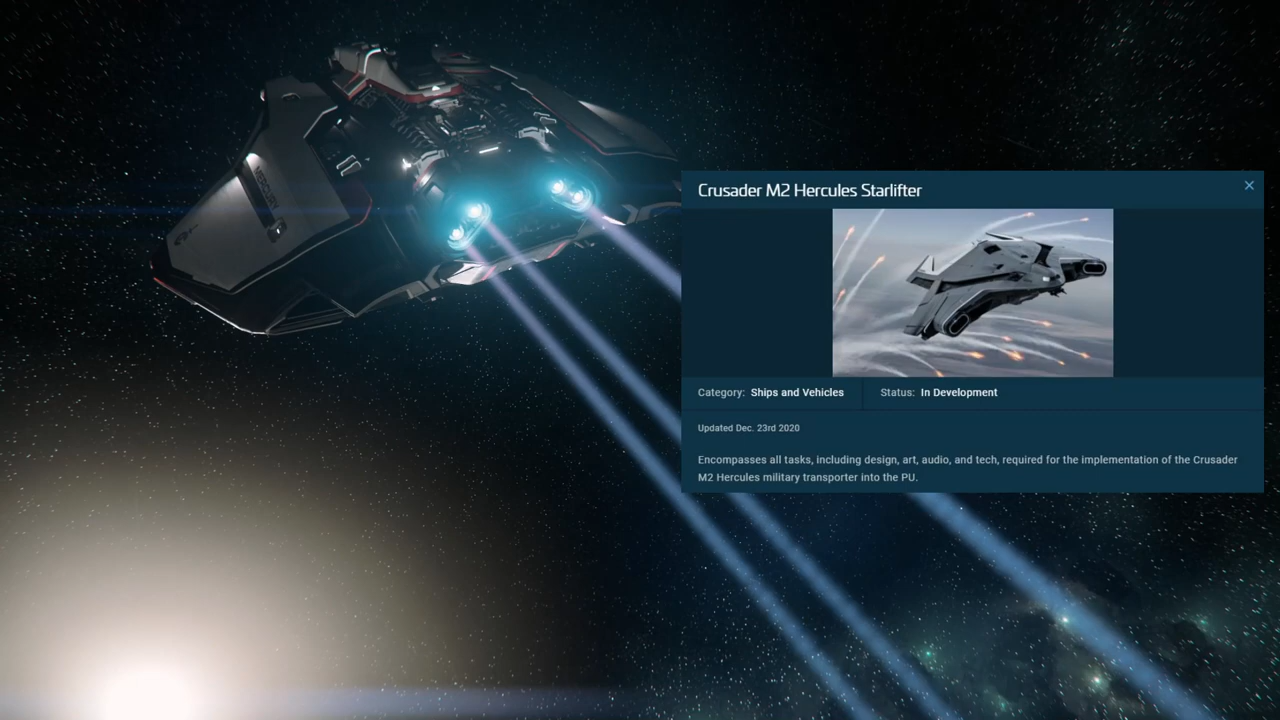 MERCURY
Crusader M2 Hercules Starlifter
Category: Ships and Vehicles
Status: In Development
Updated Dec. 23rd 2020
Encompasses all tasks, including design, art, audio, and tech, required for the implementation of the Crusader
M2 Hercules military transporter into the PU.